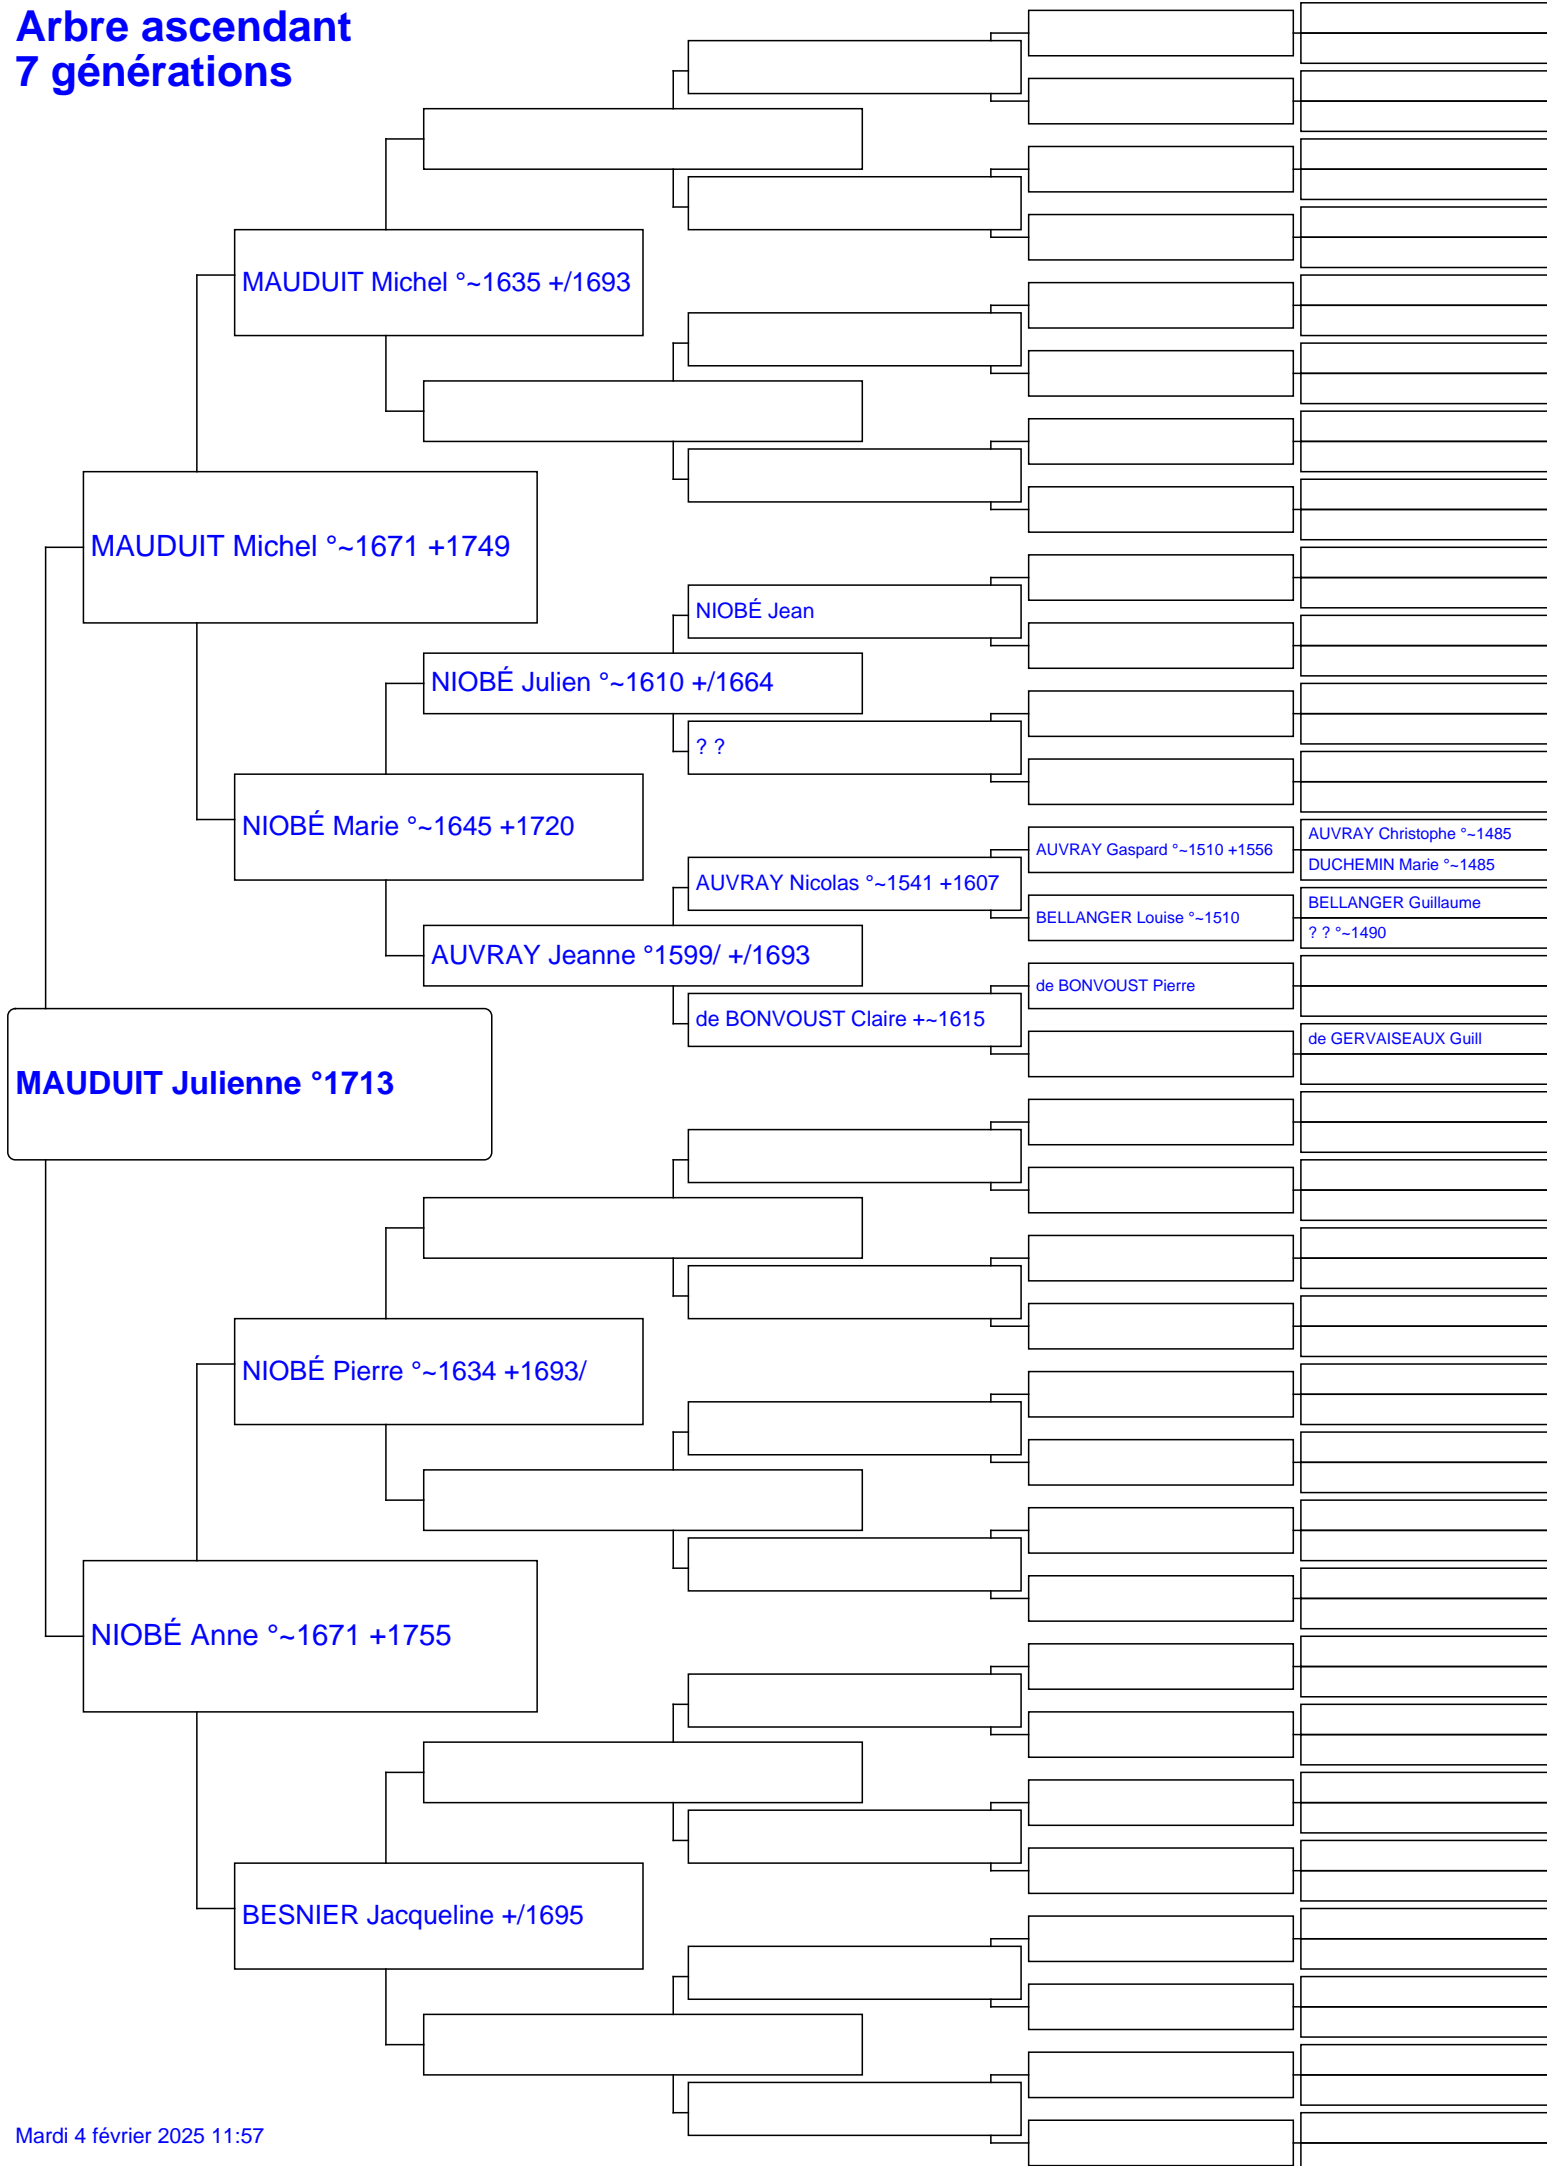 Arbre ascendant
7 générations
MAUDUIT Michel °~1635 +/1693
MAUDUIT Michel °~1671 +1749
NIOBÉ Jean
NIOBÉ Julien °~1610 +/1664
? ?
NIOBÉ Marie °~1645 +1720
AUVRAY Christophe °~1485
AUVRAY Gaspard °~1510 +1556
DUCHEMIN Marie °~1485
AUVRAY Nicolas °~1541 +1607
BELLANGER Guillaume
BELLANGER Louise °~1510
? ? °~1490
AUVRAY Jeanne °1599/ +/1693
de BONVOUST Pierre
de BONVOUST Claire +~1615
de GERVAISEAUX Guill
MAUDUIT Julienne °1713
NIOBÉ Pierre °~1634 +1693/
NIOBÉ Anne °~1671 +1755
BESNIER Jacqueline +/1695
Mardi 4 février 2025 11:57